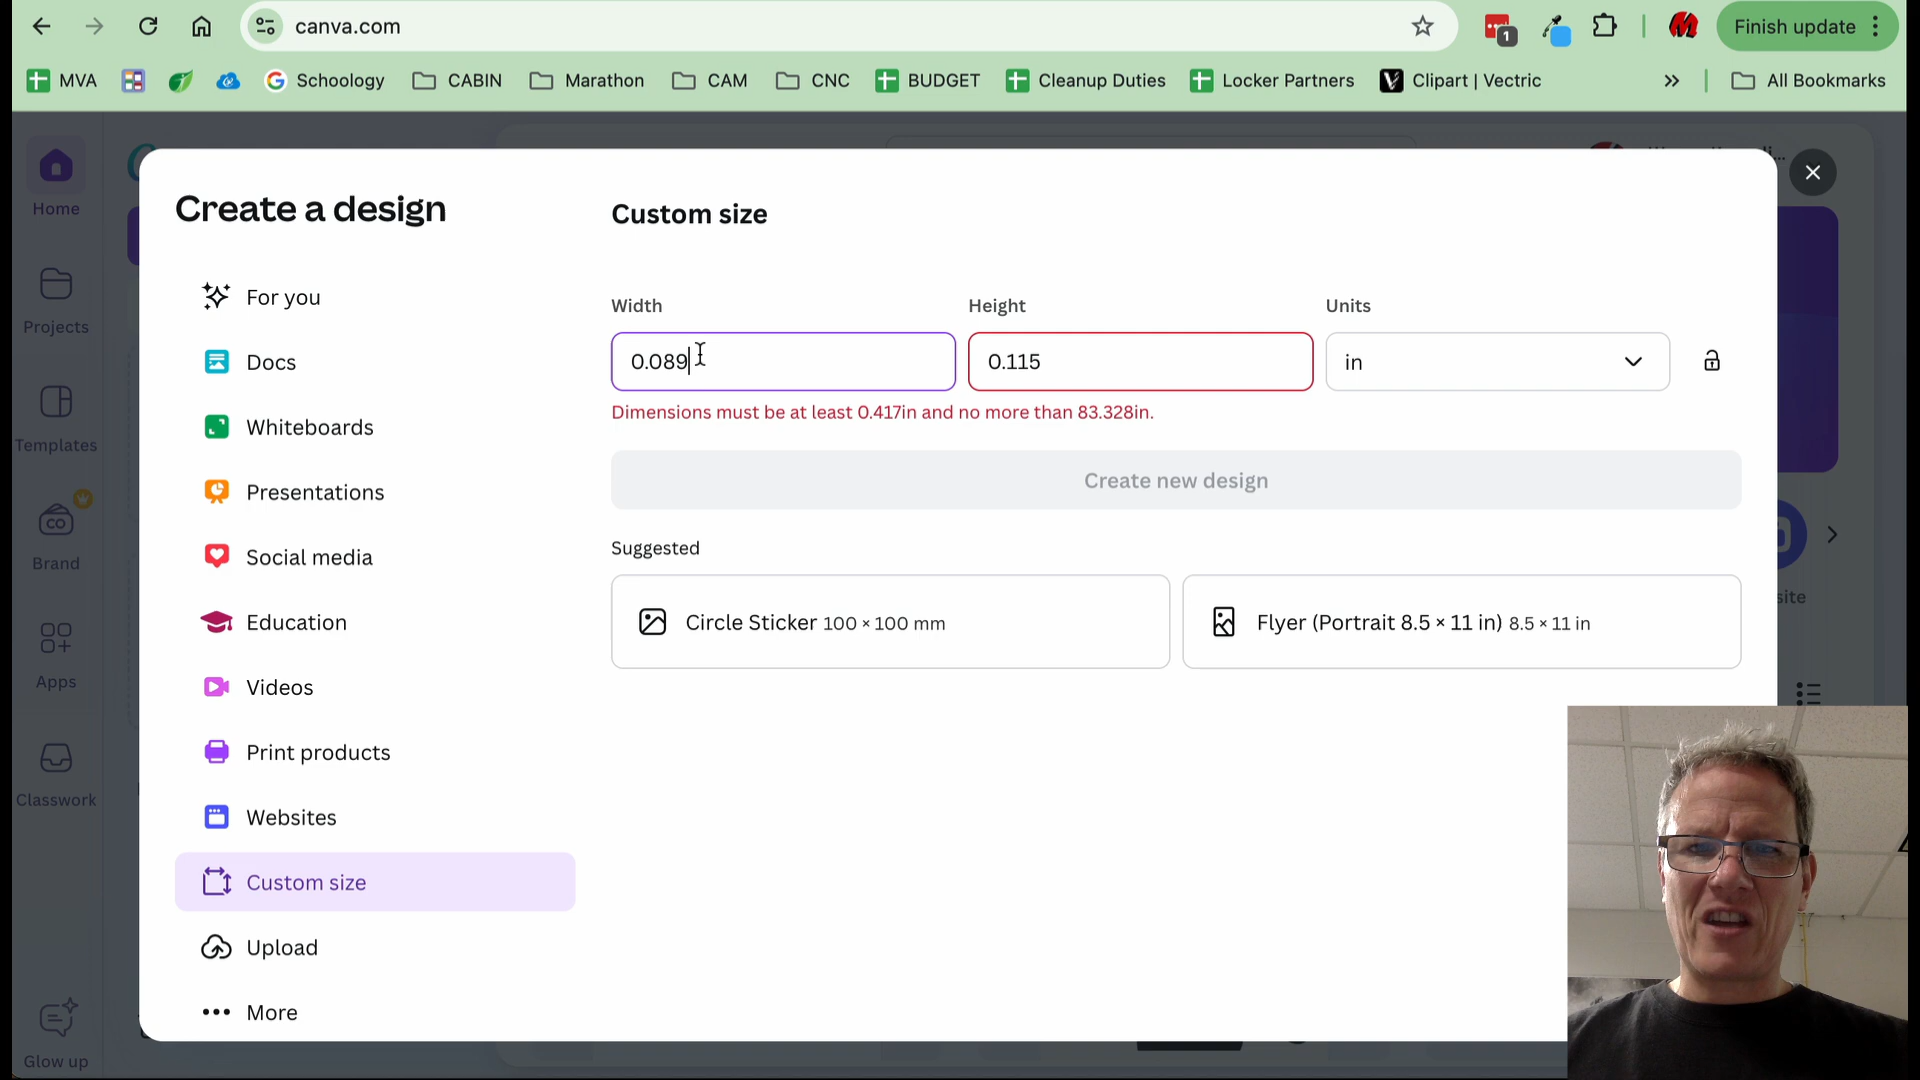 canva.com
1
Finish update
MVA
Schoology
CABIN
Marathon
CAM
CNC
BUDGET
Cleanup Duties
Locker Partners
Clipart | Vectric
All Bookmarks
Home
Projects
Templates
Brand
Apps
Classwork
Glow up
Create a design
For you
Docs
Whiteboards
Presentations
Social media
Education
Videos
Print products
Websites
Custom size
Upload
More
Custom size
Width
Height
Units
0.089
0.115
in
Dimensions must be at least 0.417in and no more than 83.328in.
Create new design
Suggested
Circle Sticker 100 × 100 mm
Flyer (Portrait 8.5 × 11 in) 8.5 × 11 in
site